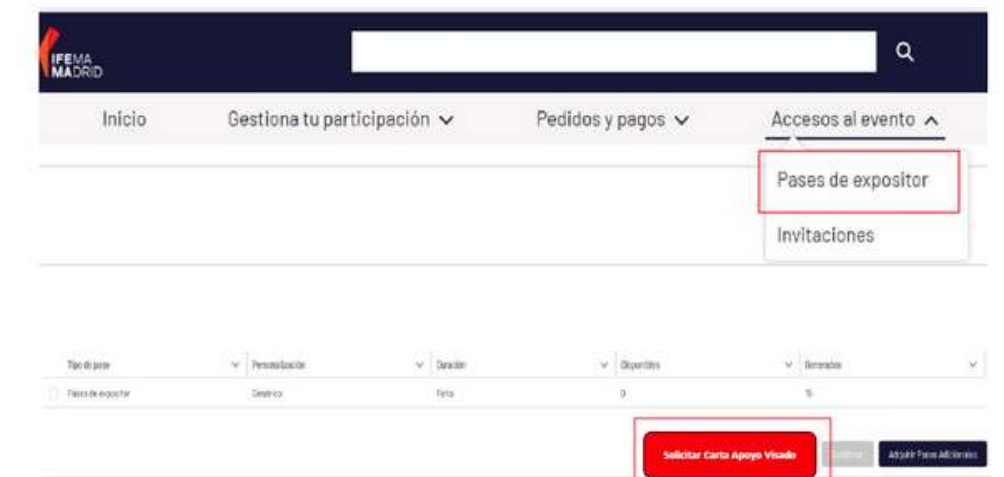 IFEMA
MADRID
Inicio Gestiona tu participación Pedidos y pagos Accesos al evento
Pases de expositor
Invitaciones
Tipo de pase Personalización Duración Disponibles Generados
Pases de expositor Genérico Feria 0 15
Solicitar Carta Apoyo Visado Adquirir Pases Adicionales